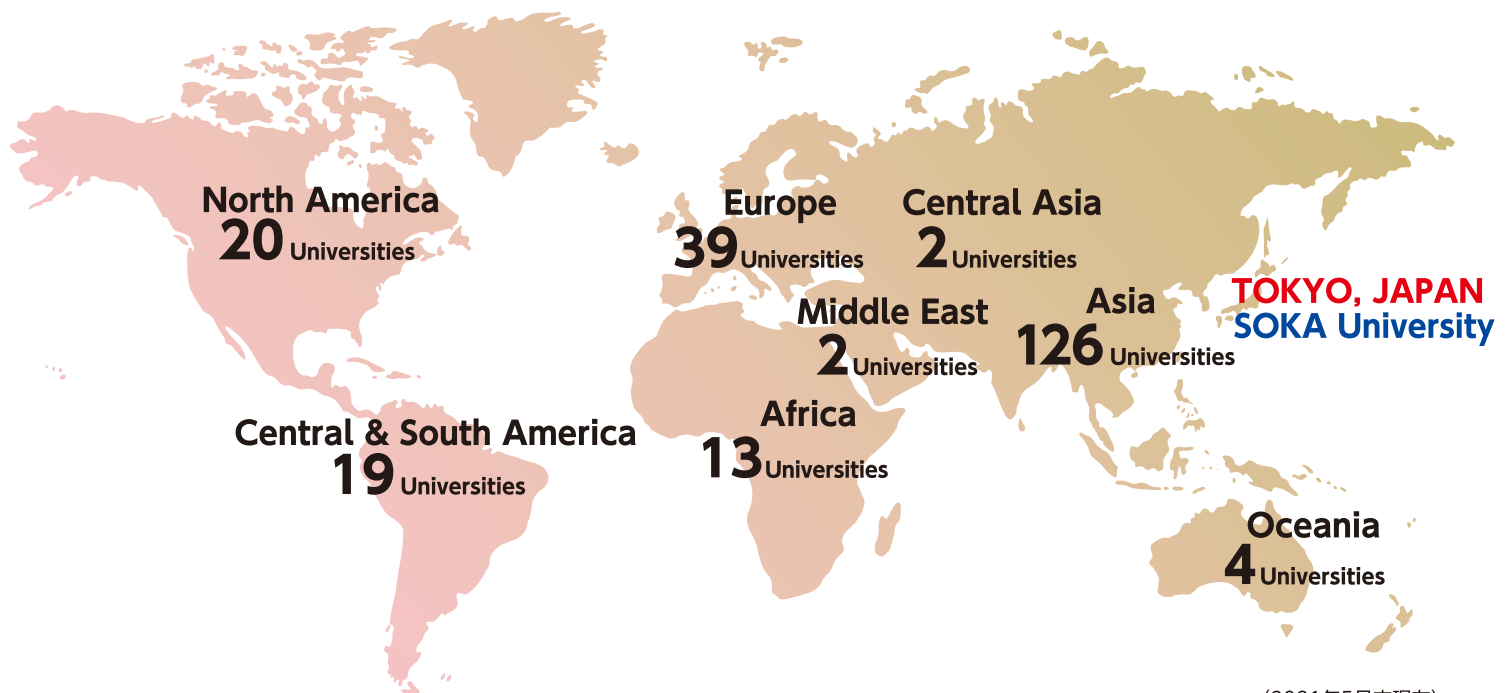 North America
20 Universities
Europe
39 Universities
Central Asia
2 Universities
TOKYO, JAPAN
SOKA University
Asia
126 Universities
Middle East
2 Universities
Africa
13 Universities
Central & South America
19 Universities
Oceania
4 Universities